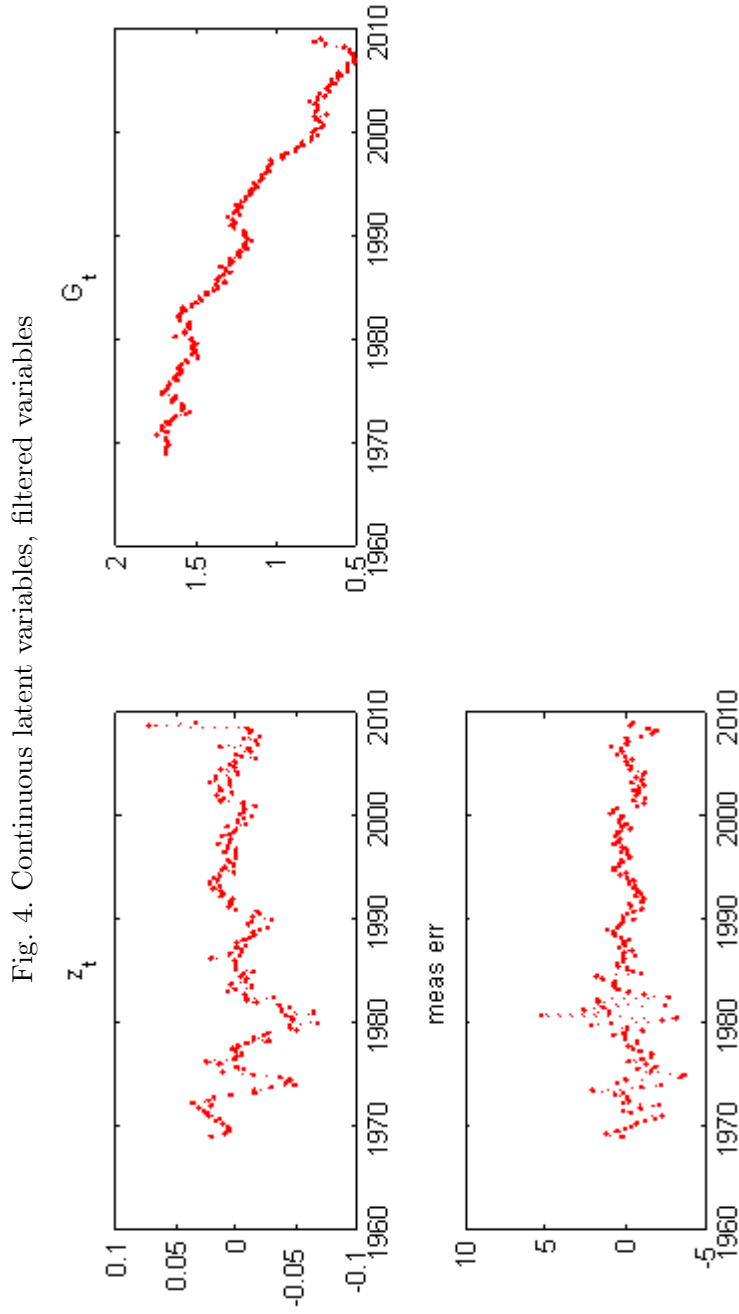 Fig. 4. Continuous latent variables, filtered variables
z_t
0.1
0.05
0
-0.05
-0.1
1960 1970 1980 1990 2000 2010
G_t
2
1.5
1
0.5
1960 1970 1980 1990 2000 2010
meas err
10
5
0
-5
1960 1970 1980 1990 2000 2010